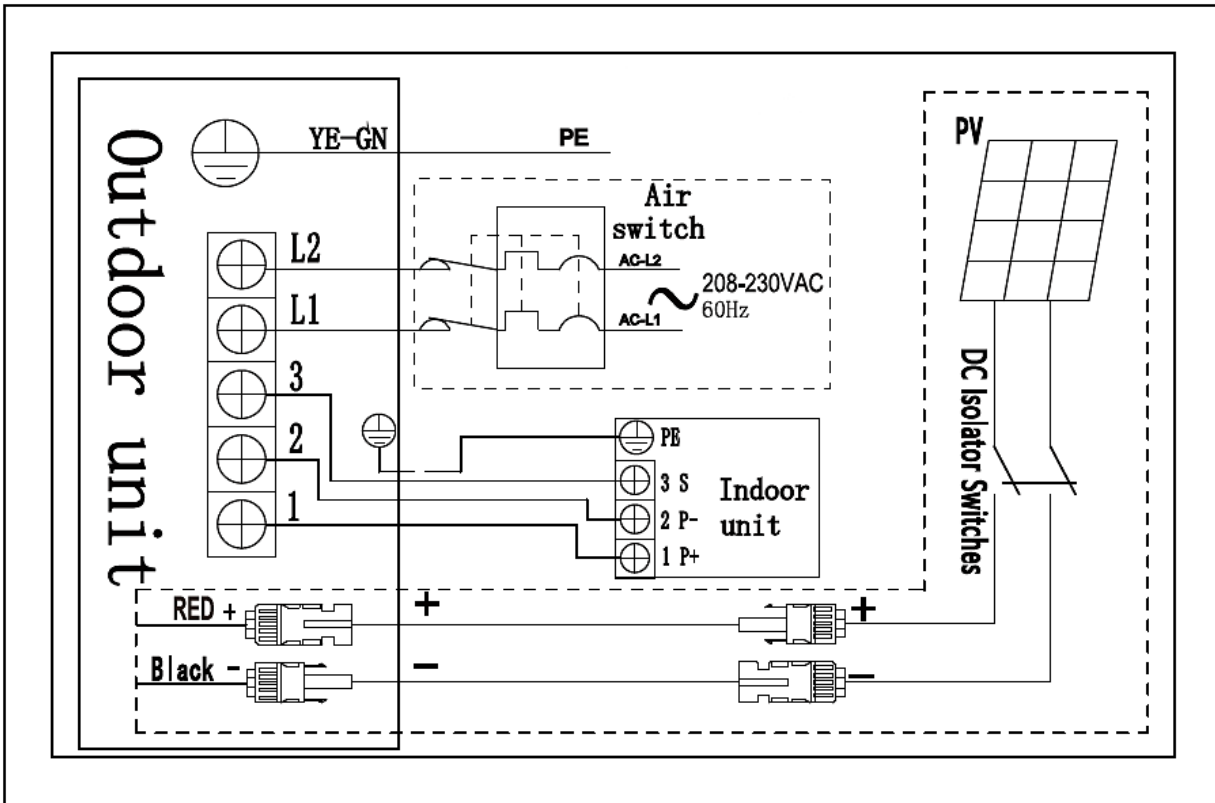 Outdoor unit
YE-GN
PE
L2
L1
3
2
1
Air
switch
AC-L2
AC-L1
208-230VAC
60Hz
PE
3 S
2 P-
1 P+
Indoor
unit
PV
DC Isolator Switches
RED +
+
+
Black -
-
-